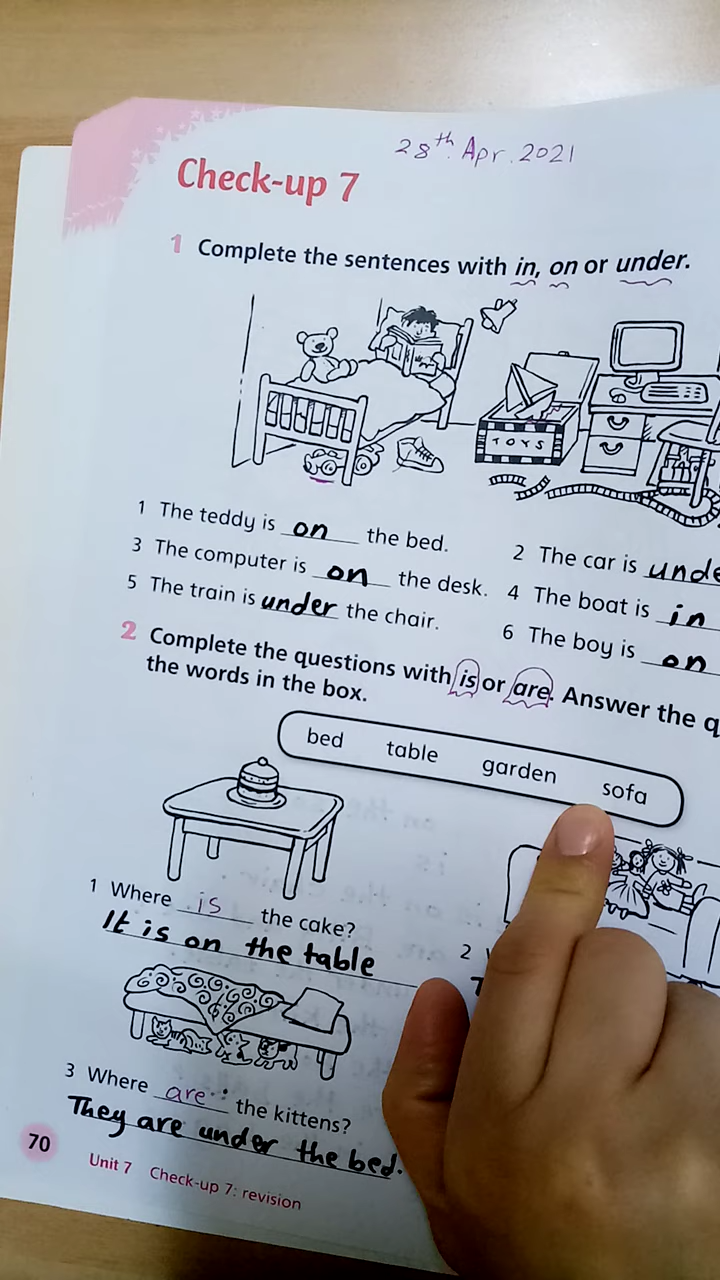 28th. Apr. 2021
Check-up 7
1 Complete the sentences with in, on or under.
TOYS
1 The teddy is on the bed.
2 The car is unde
3 The computer is on the desk.
4 The boat is in
5 The train is under the chair.
6 The boy is on
2 Complete the questions with is or are. Answer the q
the words in the box.
bed table garden sofa
1 Where is the cake?
It is on the table
2
3 Where are the kittens?
They are under the bed.
70
Unit 7 Check-up 7: revision